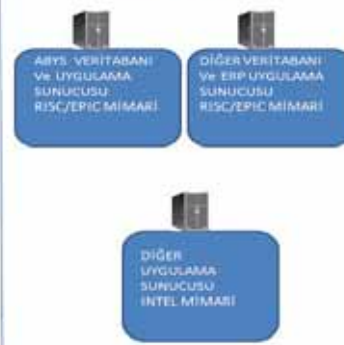 ABYS VERİTABANI
Ve UYGULAMA
SUNUCUSU
RISC/EPIC MİMARİ
DİĞER VERİTABANI
Ve ERP UYGULAMA
SUNUCUSU
RISC/EPIC MİMARİ
DİĞER
UYGULAMA
SUNUCUSU
INTEL MİMARİ